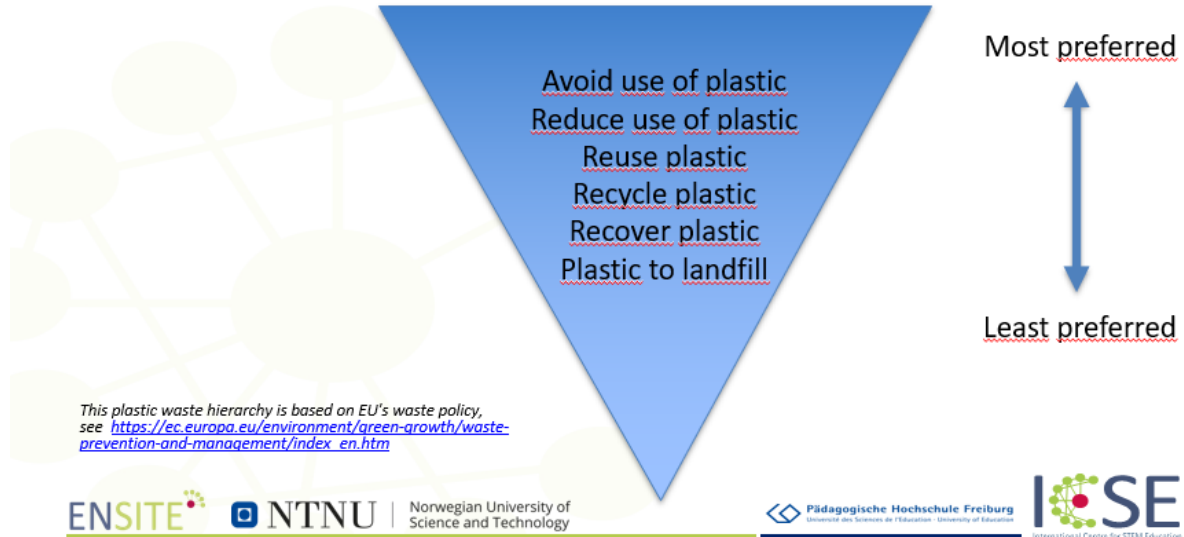 Most preferred
Avoid use of plastic
Reduce use of plastic
Reuse plastic
Recycle plastic
Recover plastic
Plastic to landfill
Least preferred
This plastic waste hierarchy is based on EU's waste policy,
see https://ec.europa.eu/environment/green-growth/waste-
prevention-and-management/index_en.htm
ENSITE
NTNU
Norwegian University of
Science and Technology
Pädagogische Hochschule Freiburg
Université des Sciences de l'Education · University of Education
ICSE
International Centre for STEM Education